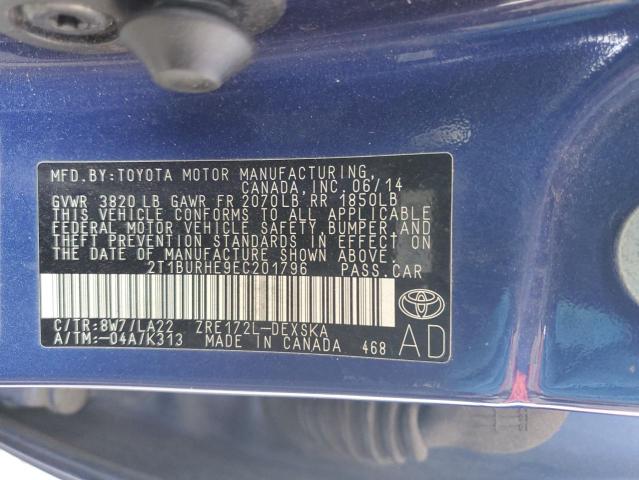 MFD.BY:TOYOTA MOTOR MANUFACTURING,
CANADA, INC. 06/14
GVWR 3820 LB GAWR FR 2070LB RR 1850LB
THIS VEHICLE CONFORMS TO ALL APPLICABLE
FEDERAL MOTOR VEHICLE SAFETY, BUMPER, AND
THEFT PREVENTION STANDARDS IN EFFECT ON
THE DATE OF MANUFACTURE SHOWN ABOVE.
2T1BURHE9EC201796 PASS.CAR
C/TR:8W7/LA22 ZRE172L-DEXSKA
A/TM:-04A/K313 MADE IN CANADA 468 AD